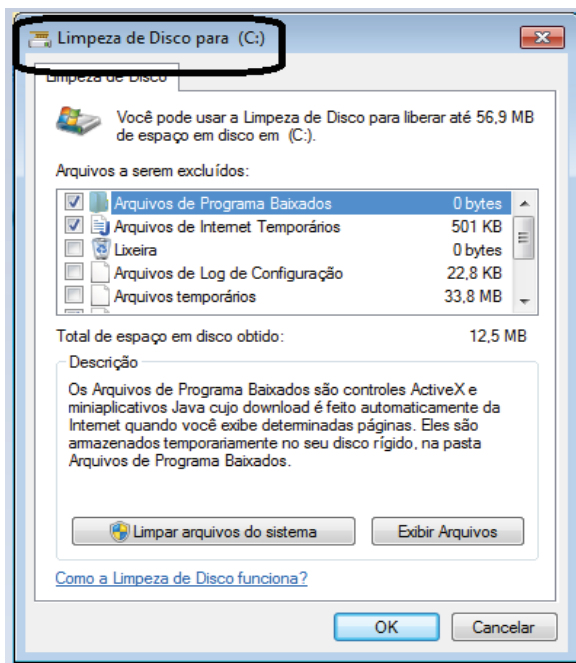 Limpeza de Disco para (C:)
Limpeza de Disco
Você pode usar a Limpeza de Disco para liberar até 56,9 MB
de espaço em disco em (C:).
Arquivos a serem excluídos:
Arquivos de Programa Baixados 0 bytes
Arquivos de Internet Temporários 501 KB
Lixeira 0 bytes
Arquivos de Log de Configuração 22,8 KB
Arquivos temporários 33,8 MB
Total de espaço em disco obtido: 12,5 MB
Descrição
Os Arquivos de Programa Baixados são controles ActiveX e
miniaplicativos Java cujo download é feito automaticamente da
Internet quando você exibe determinadas páginas. Eles são
armazenados temporariamente no seu disco rígido, na pasta
Arquivos de Programa Baixados.
Limpar arquivos do sistema Exibir Arquivos
Como a Limpeza de Disco funciona?
OK Cancelar